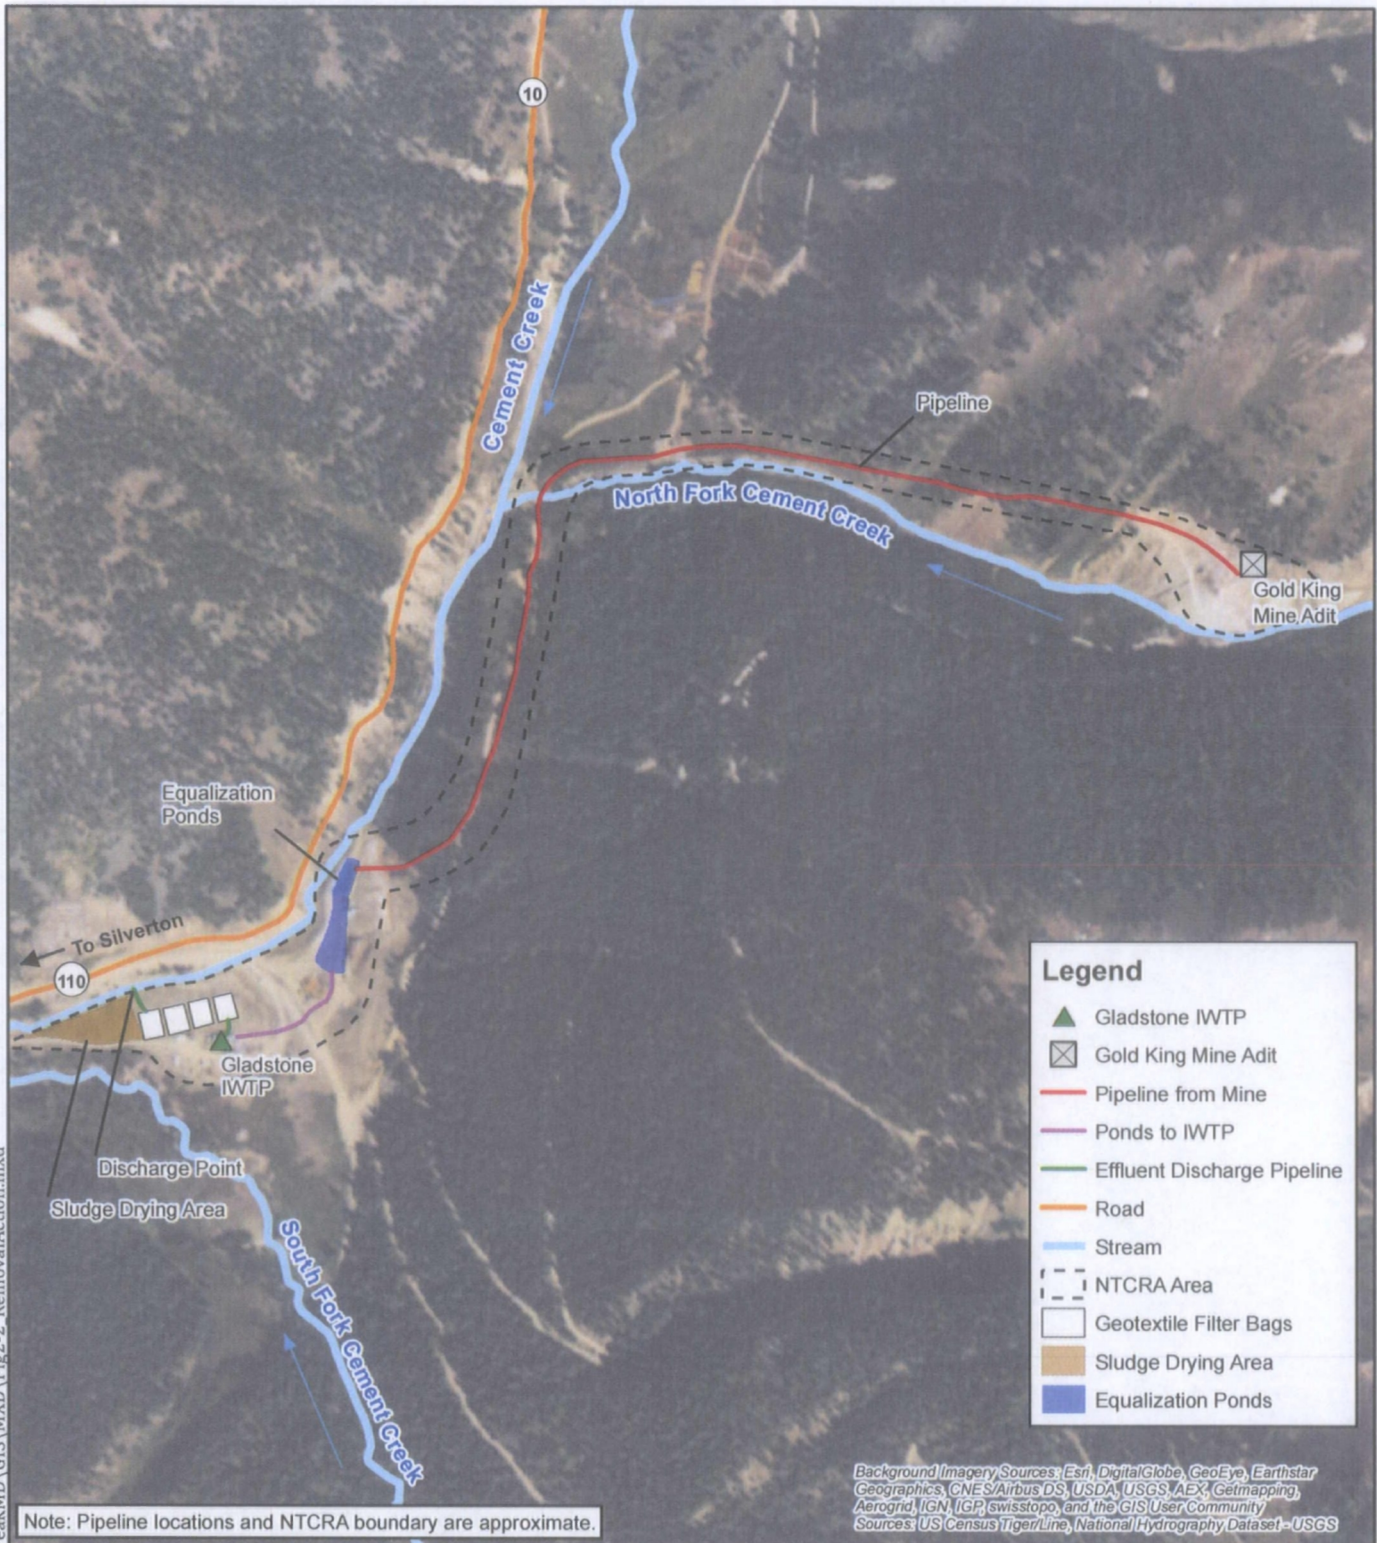 10
Cement Creek
Pipeline
North Fork Cement Creek
Gold King
Mine Adit
Equalization
Ponds
To Silverton
110
Gladstone
IWTP
Discharge Point
Sludge Drying Area
South Fork Cement Creek
Legend
Gladstone IWTP
Gold King Mine Adit
Pipeline from Mine
Ponds to IWTP
Effluent Discharge Pipeline
Road
Stream
NTCRA Area
Geotextile Filter Bags
Sludge Drying Area
Equalization Ponds
Background Imagery Sources: Esri, DigitalGlobe, GeoEye, Earthstar
Geographics, CNES/Airbus DS, USDA, USGS, AEX, Getmapping,
Aerogrid, IGN, IGP, swisstopo, and the GIS User Community
Sources: US Census Tiger/Line, National Hydrography Dataset - USGS
Note: Pipeline locations and NTCRA boundary are approximate.